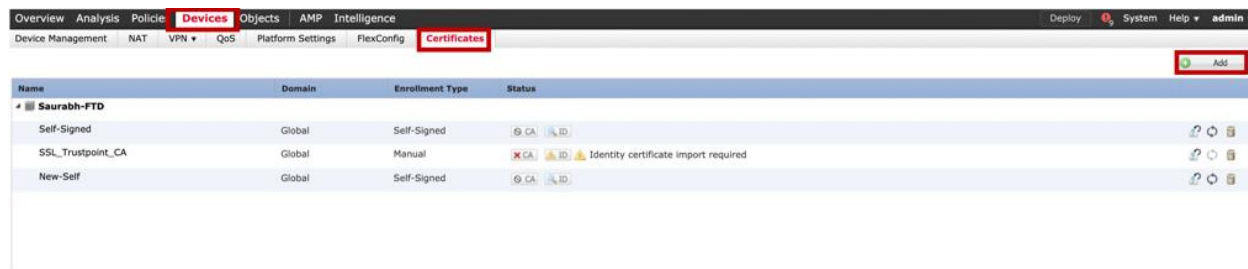 Overview Analysis Policie Devices Objects AMP Intelligence Deploy System Help admin
Device Management NAT VPN QoS Platform Settings FlexConfig Certificates
Add
Name Domain Enrollment Type Status
Saurabh-FTD
Self-Signed Global Self-Signed CA ID
SSL_Trustpoint_CA Global Manual CA ID Identity certificate import required
New-Self Global Self-Signed CA ID